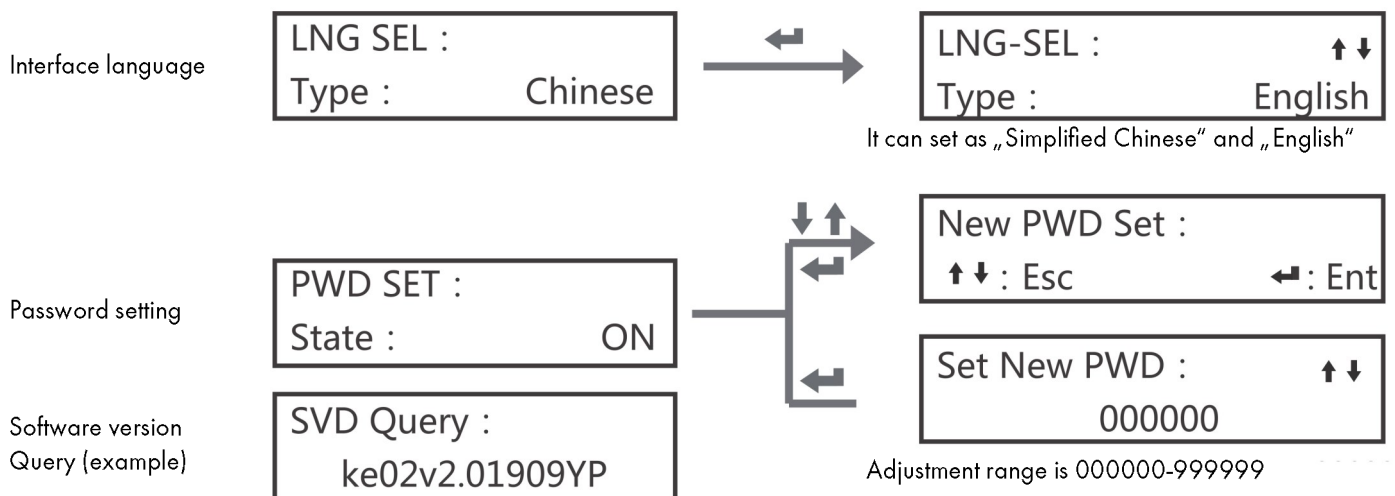 Interface language
LNG SEL :
Type : Chinese
LNG-SEL : ↑ ↓
Type : English
It can set as „Simplified Chinese“ and „English“
Password setting
PWD SET :
State : ON
New PWD Set :
↑ ↓ : Esc ↵ : Ent
Set New PWD : ↑ ↓
000000
Adjustment range is 000000-999999
Software version
Query (example)
SVD Query :
ke02v2.01909YP